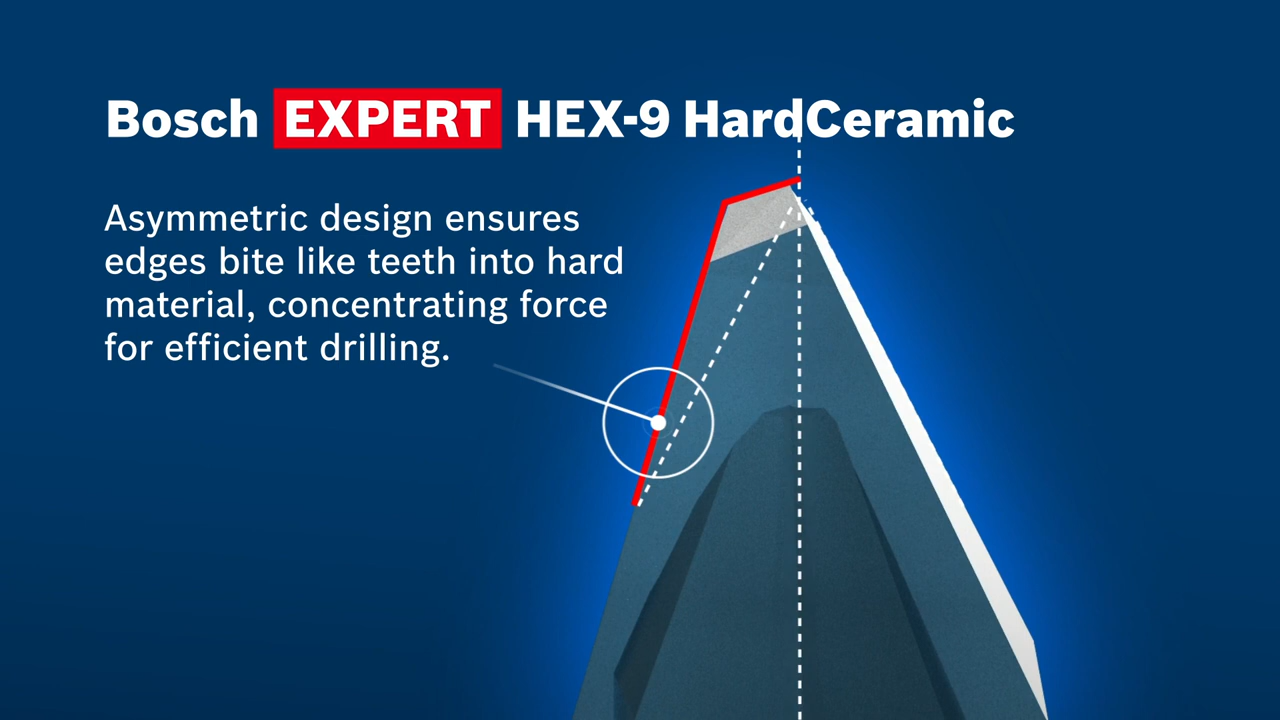 Bosch EXPERT HEX-9 HardCeramic
Asymmetric design ensures
edges bite like teeth into hard
material, concentrating force
for efficient drilling.